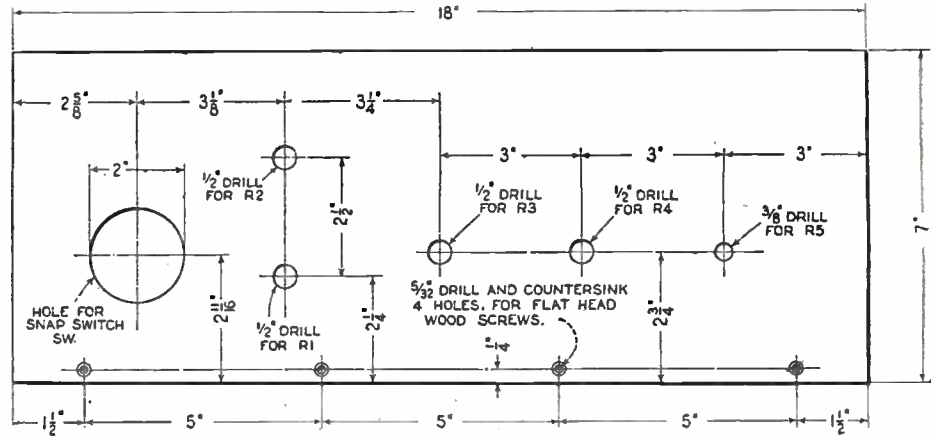 18"
2 5/8"
3 1/8"
3 1/4"
2"
1/2" DRILL
FOR R2
2 1/2"
3"
3"
3"
1/2" DRILL
FOR R3
1/2" DRILL
FOR R4
3/8" DRILL
FOR R5
7"
HOLE FOR
SNAP SWITCH
SW.
2 11/16"
1/2" DRILL
FOR R1
2 1/4"
5/32" DRILL AND COUNTERSINK
4 HOLES, FOR FLAT HEAD
WOOD SCREWS.
1/4"
2 3/4"
1 1/2"
5"
5"
5"
1 1/2"